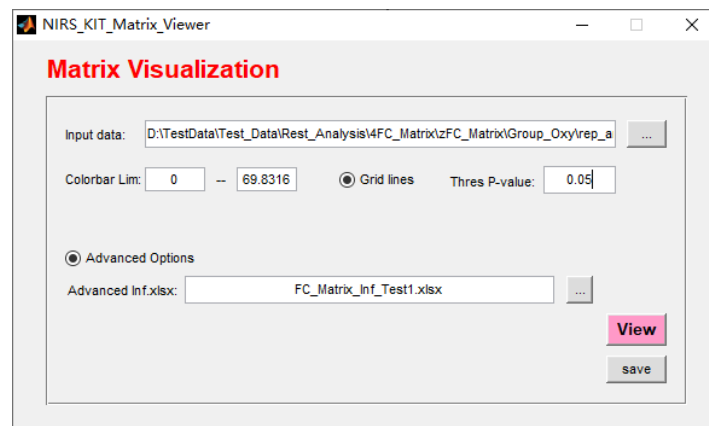 NIRS_KIT_Matrix_Viewer
Matrix Visualization
Input data: D:\TestData\Test_Data\Rest_Analysis\4FC_Matrix\zFC_Matrix\Group_Oxy\rep_a ...
Colorbar Lim: 0 -- 69.8316 Grid lines Thres P-value: 0.05
Advanced Options
Advanced Inf.xlsx: FC_Matrix_Inf_Test1.xlsx ...
View
save